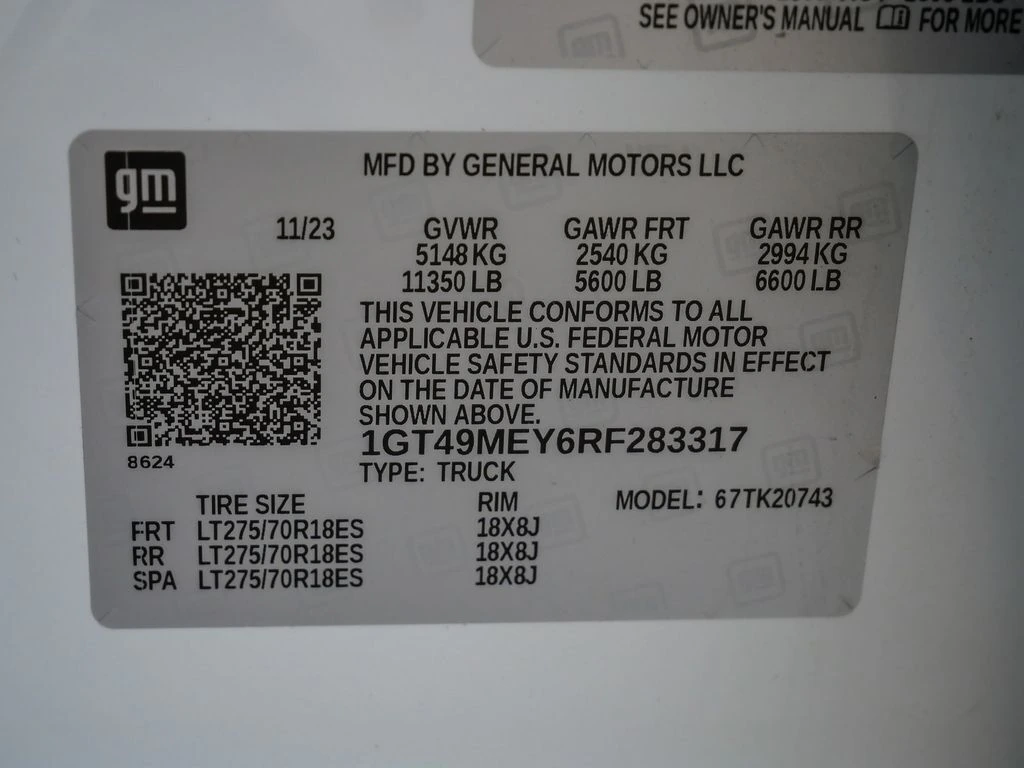 SEE OWNER'S MANUAL FOR MORE
gm
MFD BY GENERAL MOTORS LLC
11/23 GVWR GAWR FRT GAWR RR
5148 KG 2540 KG 2994 KG
11350 LB 5600 LB 6600 LB
THIS VEHICLE CONFORMS TO ALL
APPLICABLE U.S. FEDERAL MOTOR
VEHICLE SAFETY STANDARDS IN EFFECT
ON THE DATE OF MANUFACTURE
SHOWN ABOVE.
1GT49MEY6RF283317
8624
TYPE: TRUCK
TIRE SIZE RIM MODEL: 67TK20743
FRT LT275/70R18ES 18X8J
RR LT275/70R18ES 18X8J
SPA LT275/70R18ES 18X8J